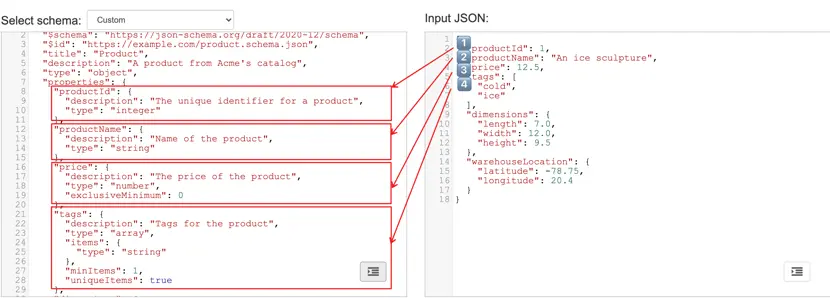 Select schema: Custom
2 "$schema": "https://json-schema.org/draft/2020-12/schema",
3 "$id": "https://example.com/product.schema.json",
4 "title": "Product",
5 "description": "A product from Acme's catalog",
6 "type": "object",
7 "properties": {
8 "productId": {
9 "description": "The unique identifier for a product",
10 "type": "integer"
11 },
12 "productName": {
13 "description": "Name of the product",
14 "type": "string"
15 },
16 "price": {
17 "description": "The price of the product",
18 "type": "number",
19 "exclusiveMinimum": 0
20 },
21 "tags": {
22 "description": "Tags for the product",
23 "type": "array",
24 "items": {
25 "type": "string"
26 },
27 "minItems": 1,
28 "uniqueItems": true
29 },
Input JSON:
1
1 productId": 1,
2 productName": "An ice sculpture",
3 price": 12.5,
4 tags": [
"cold",
"ice"
8 ],
9 "dimensions": {
10 "length": 7.0,
11 "width": 12.0,
12 "height": 9.5
13 },
14 "warehouseLocation": {
15 "latitude": -78.75,
16 "longitude": 20.4
17 }
18 }